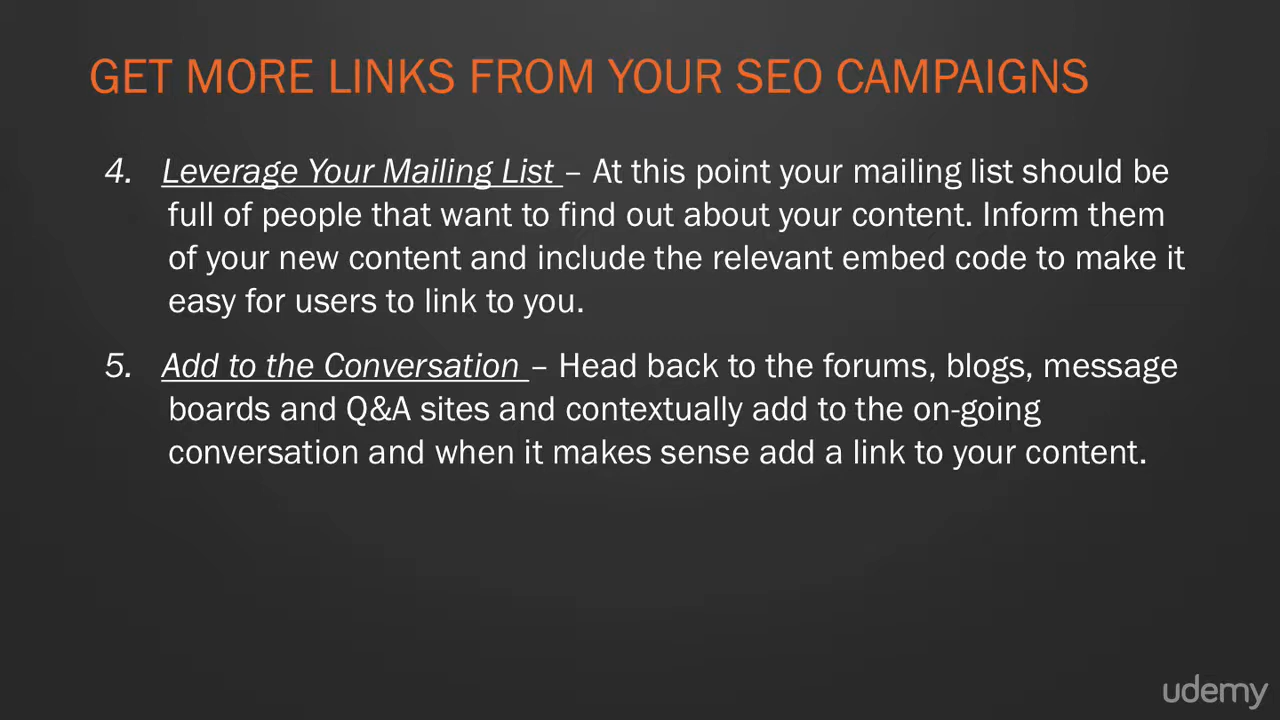 GET MORE LINKS FROM YOUR SEO CAMPAIGNS
4. Leverage Your Mailing List – At this point your mailing list should be
full of people that want to find out about your content. Inform them
of your new content and include the relevant embed code to make it
easy for users to link to you.
5. Add to the Conversation – Head back to the forums, blogs, message
boards and Q&A sites and contextually add to the on-going
conversation and when it makes sense add a link to your content.
udemy